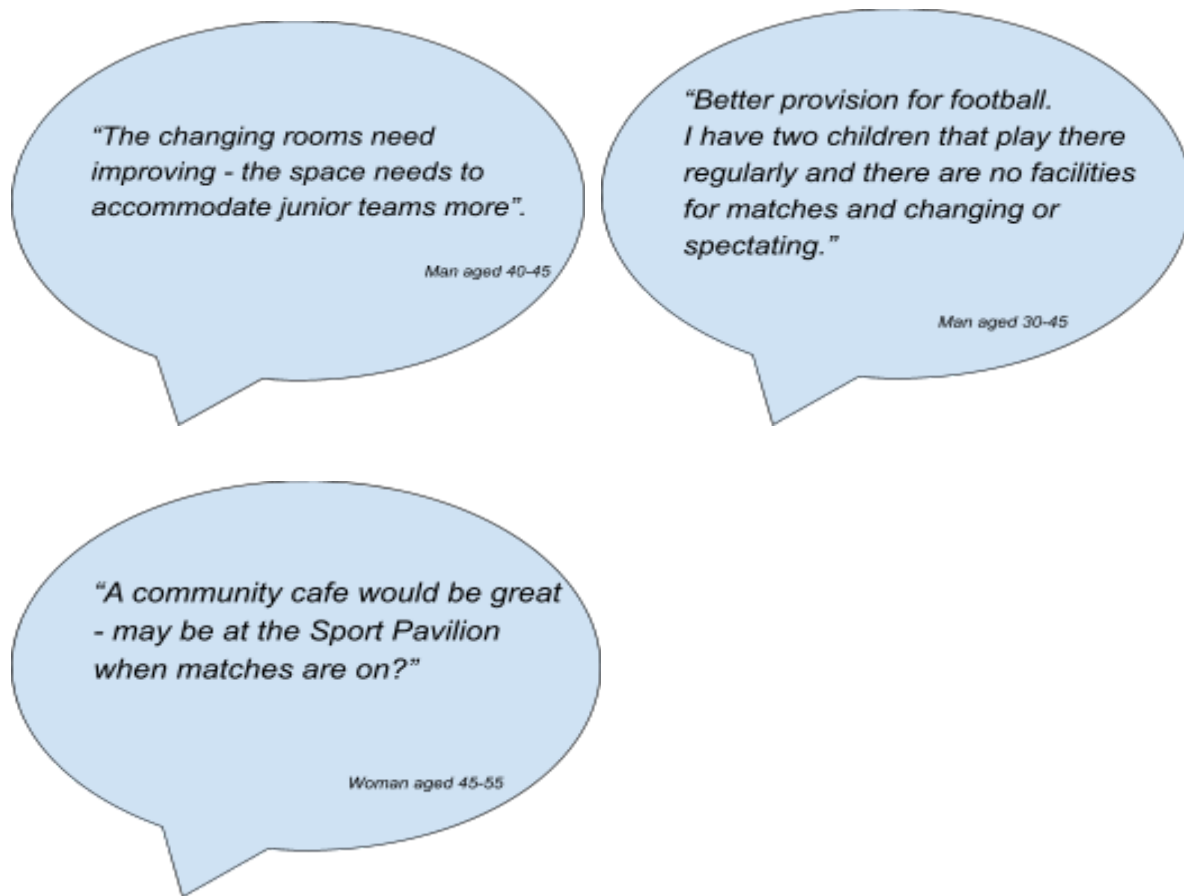 “The changing rooms need
improving - the space needs to
accommodate junior teams more”.
Man aged 40-45
“Better provision for football.
I have two children that play there
regularly and there are no facilities
for matches and changing or
spectating.”
Man aged 30-45
“A community cafe would be great
- may be at the Sport Pavilion
when matches are on?”
Woman aged 45-55